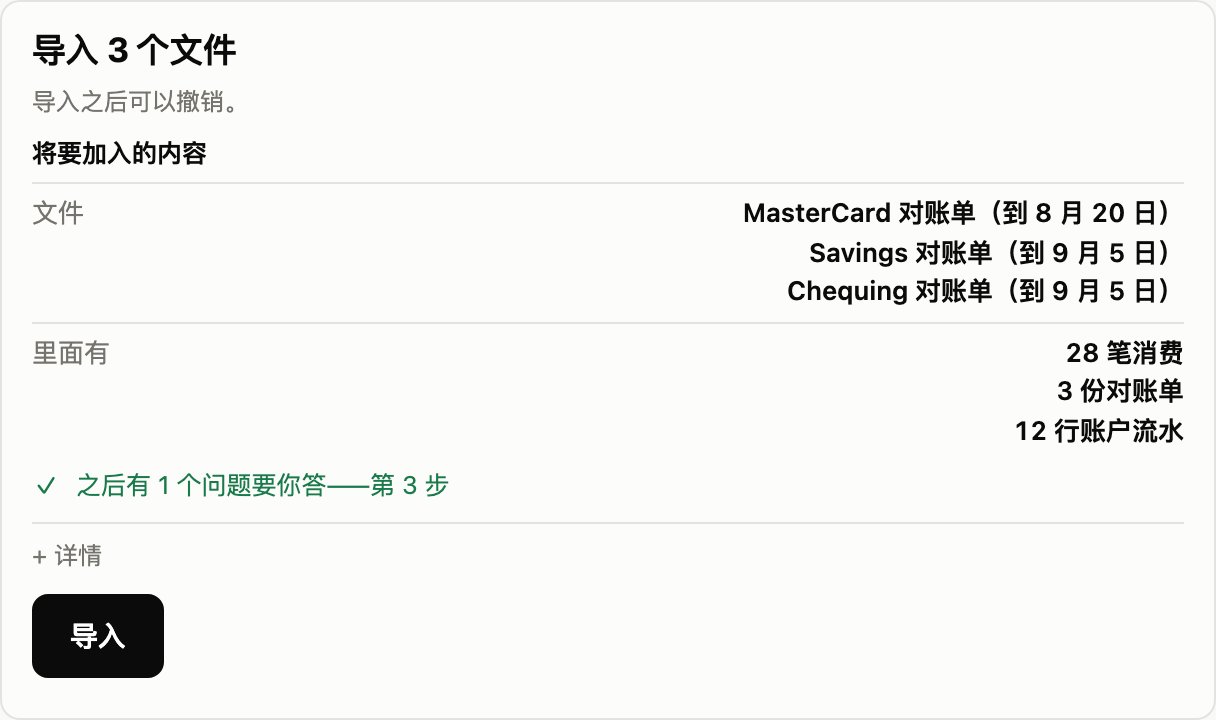 导入 3 个文件
导入之后可以撤销。
将要加入的内容
文件
MasterCard 对账单（到 8 月 20 日）
Savings 对账单（到 9 月 5 日）
Chequing 对账单（到 9 月 5 日）
里面有
28 笔消费
3 份对账单
12 行账户流水
✓ 之后有 1 个问题要你答——第 3 步
+ 详情
导入